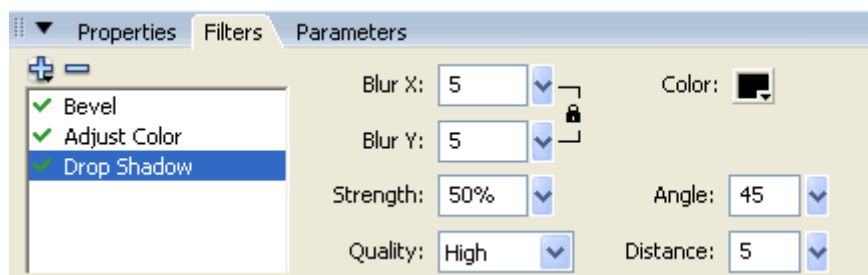 Properties Filters Parameters
Bevel
Adjust Color
Drop Shadow
Blur X: 5 Color:
Blur Y: 5
Strength: 50% Angle: 45
Quality: High Distance: 5